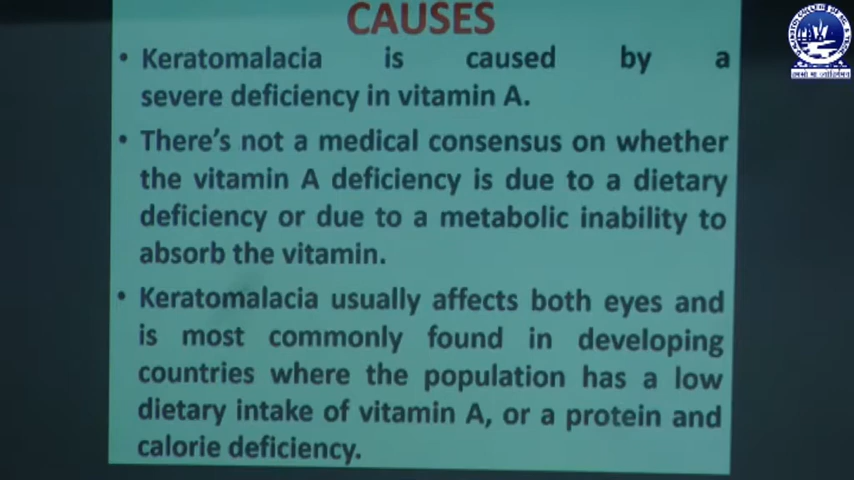 CAUSES
• Keratomalacia is caused by a
severe deficiency in vitamin A.
• There's not a medical consensus on whether
the vitamin A deficiency is due to a dietary
deficiency or due to a metabolic inability to
absorb the vitamin.
• Keratomalacia usually affects both eyes and
is most commonly found in developing
countries where the population has a low
dietary intake of vitamin A, or a protein and
calorie deficiency.